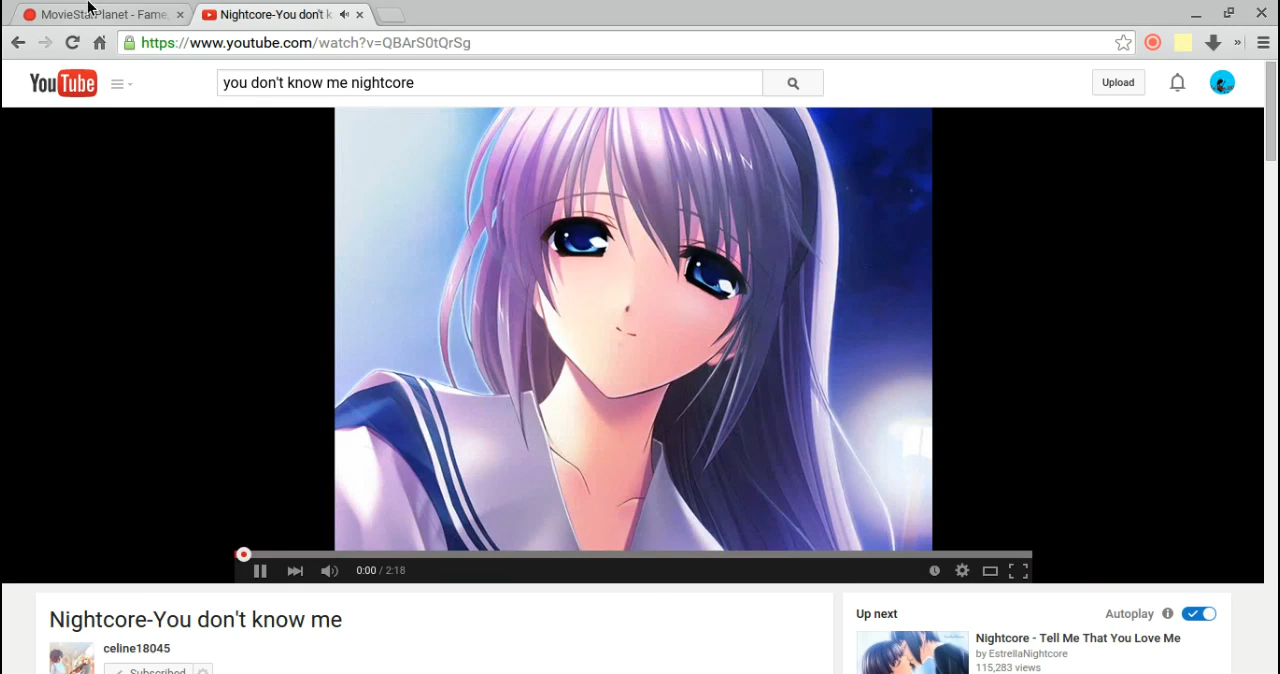 MovieStarPlanet - Fame,
Nightcore-You don't k
https://www.youtube.com/watch?v=QBArS0tQrSg
»
YouTube
you don't know me nightcore
Upload
0:00 / 2:18
Nightcore-You don't know me
celine18045
Subscribed
Up next
Autoplay
Nightcore - Tell Me That You Love Me
by EstrellaNightcore
115,283 views